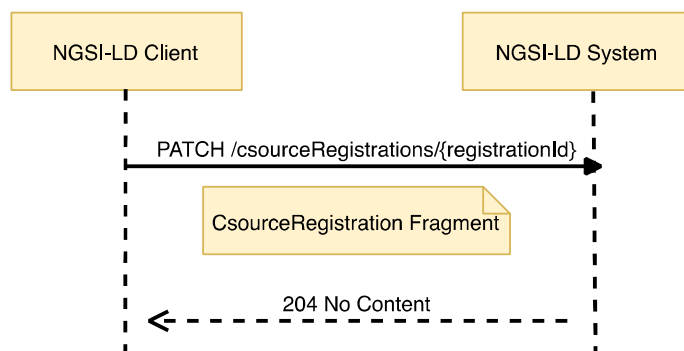 NGSI-LD Client
NGSI-LD System
PATCH /csourceRegistrations/{registrationId}
CsourceRegistration Fragment
204 No Content